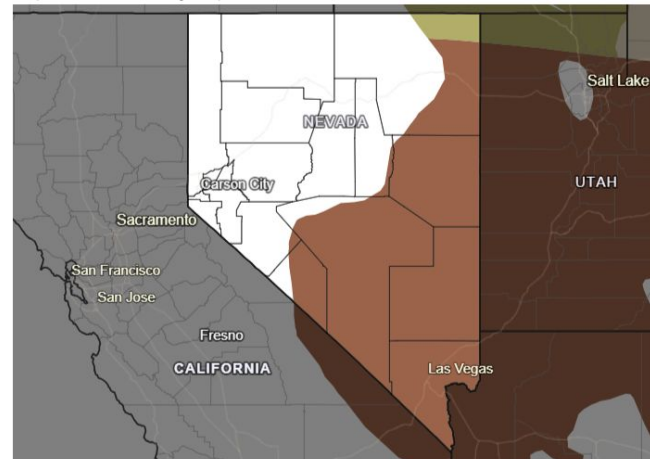 Salt Lake
NEVADA
Carson City
UTAH
Sacramento
San Francisco
San Jose
Fresno
CALIFORNIA
Las Vegas